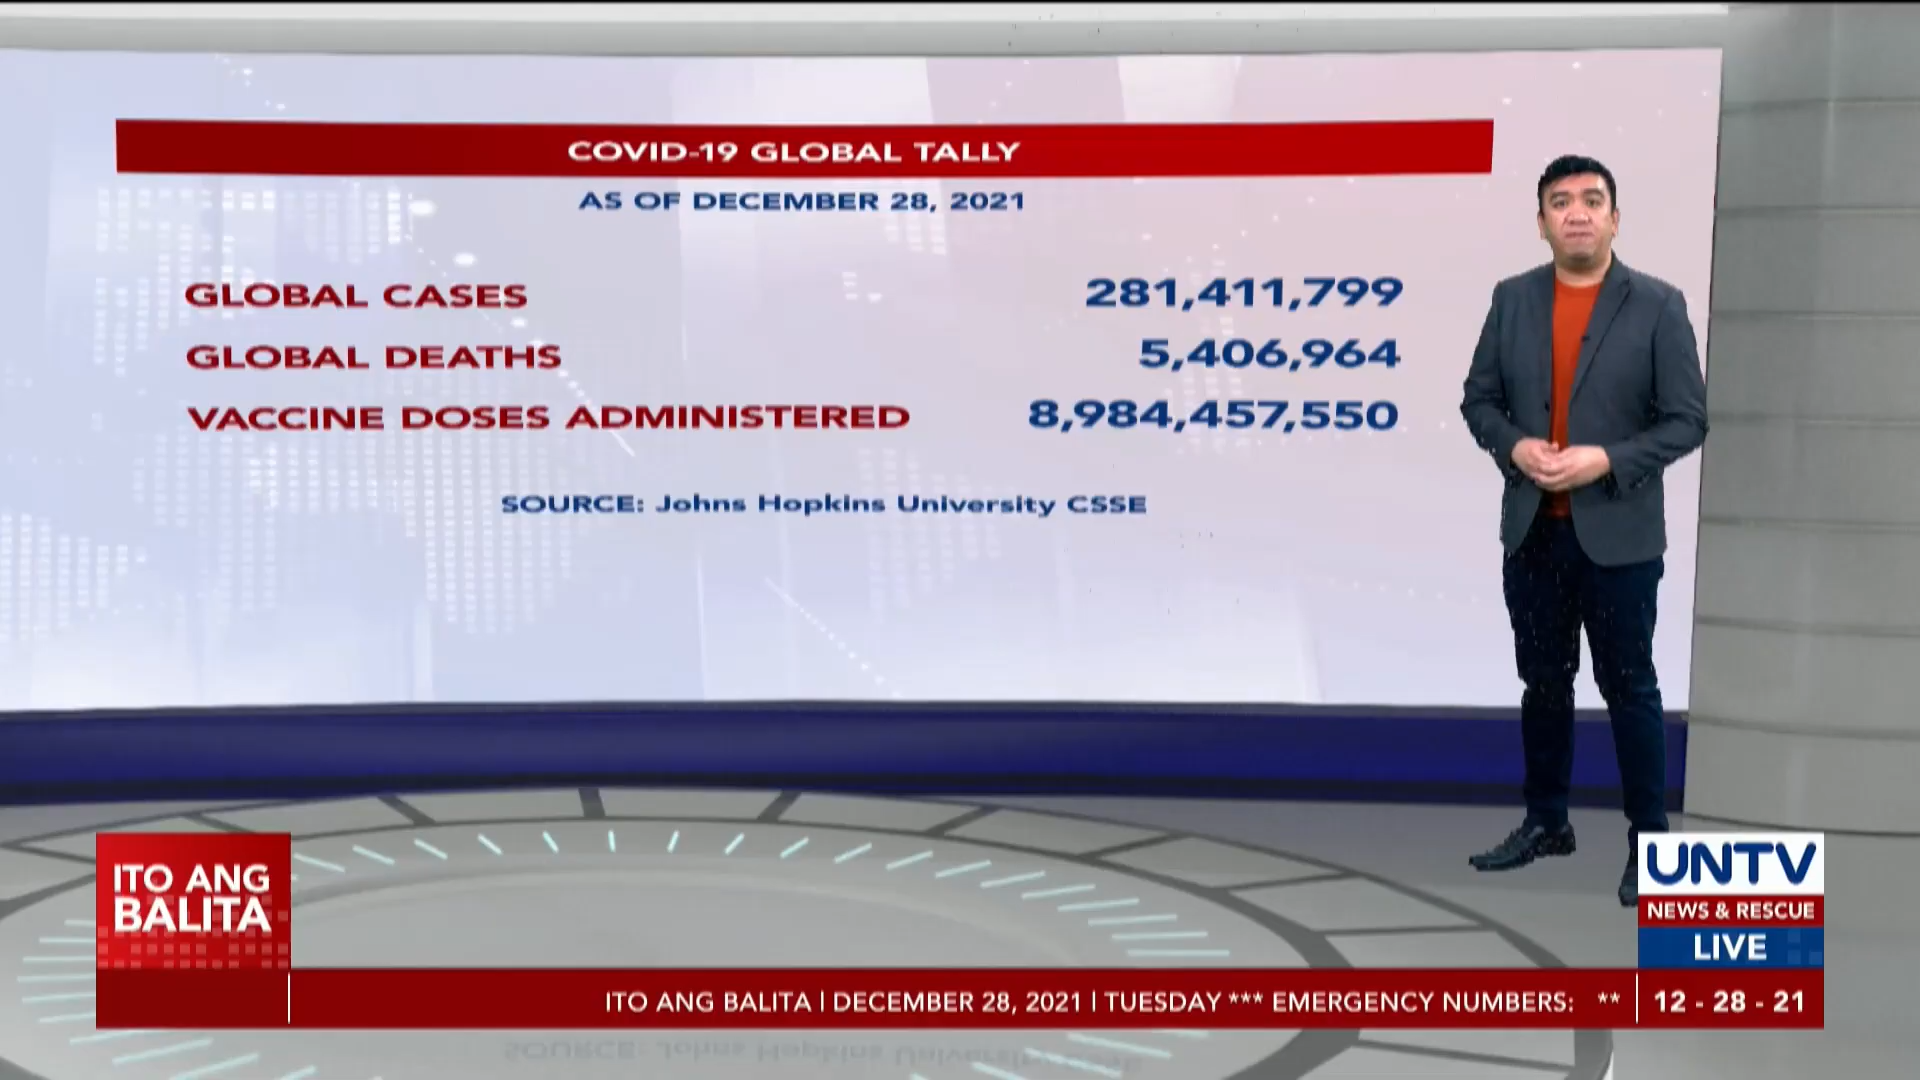 COVID-19 GLOBAL TALLY
AS OF DECEMBER 28, 2021
GLOBAL CASES 281,411,799
GLOBAL DEATHS 5,406,964
VACCINE DOSES ADMINISTERED 8,984,457,550
SOURCE: Johns Hopkins University CSSE
ITO ANG
BALITA
UNTV
NEWS & RESCUE
LIVE
ITO ANG BALITA | DECEMBER 28, 2021 | TUESDAY *** EMERGENCY NUMBERS: **
12 - 28 - 21